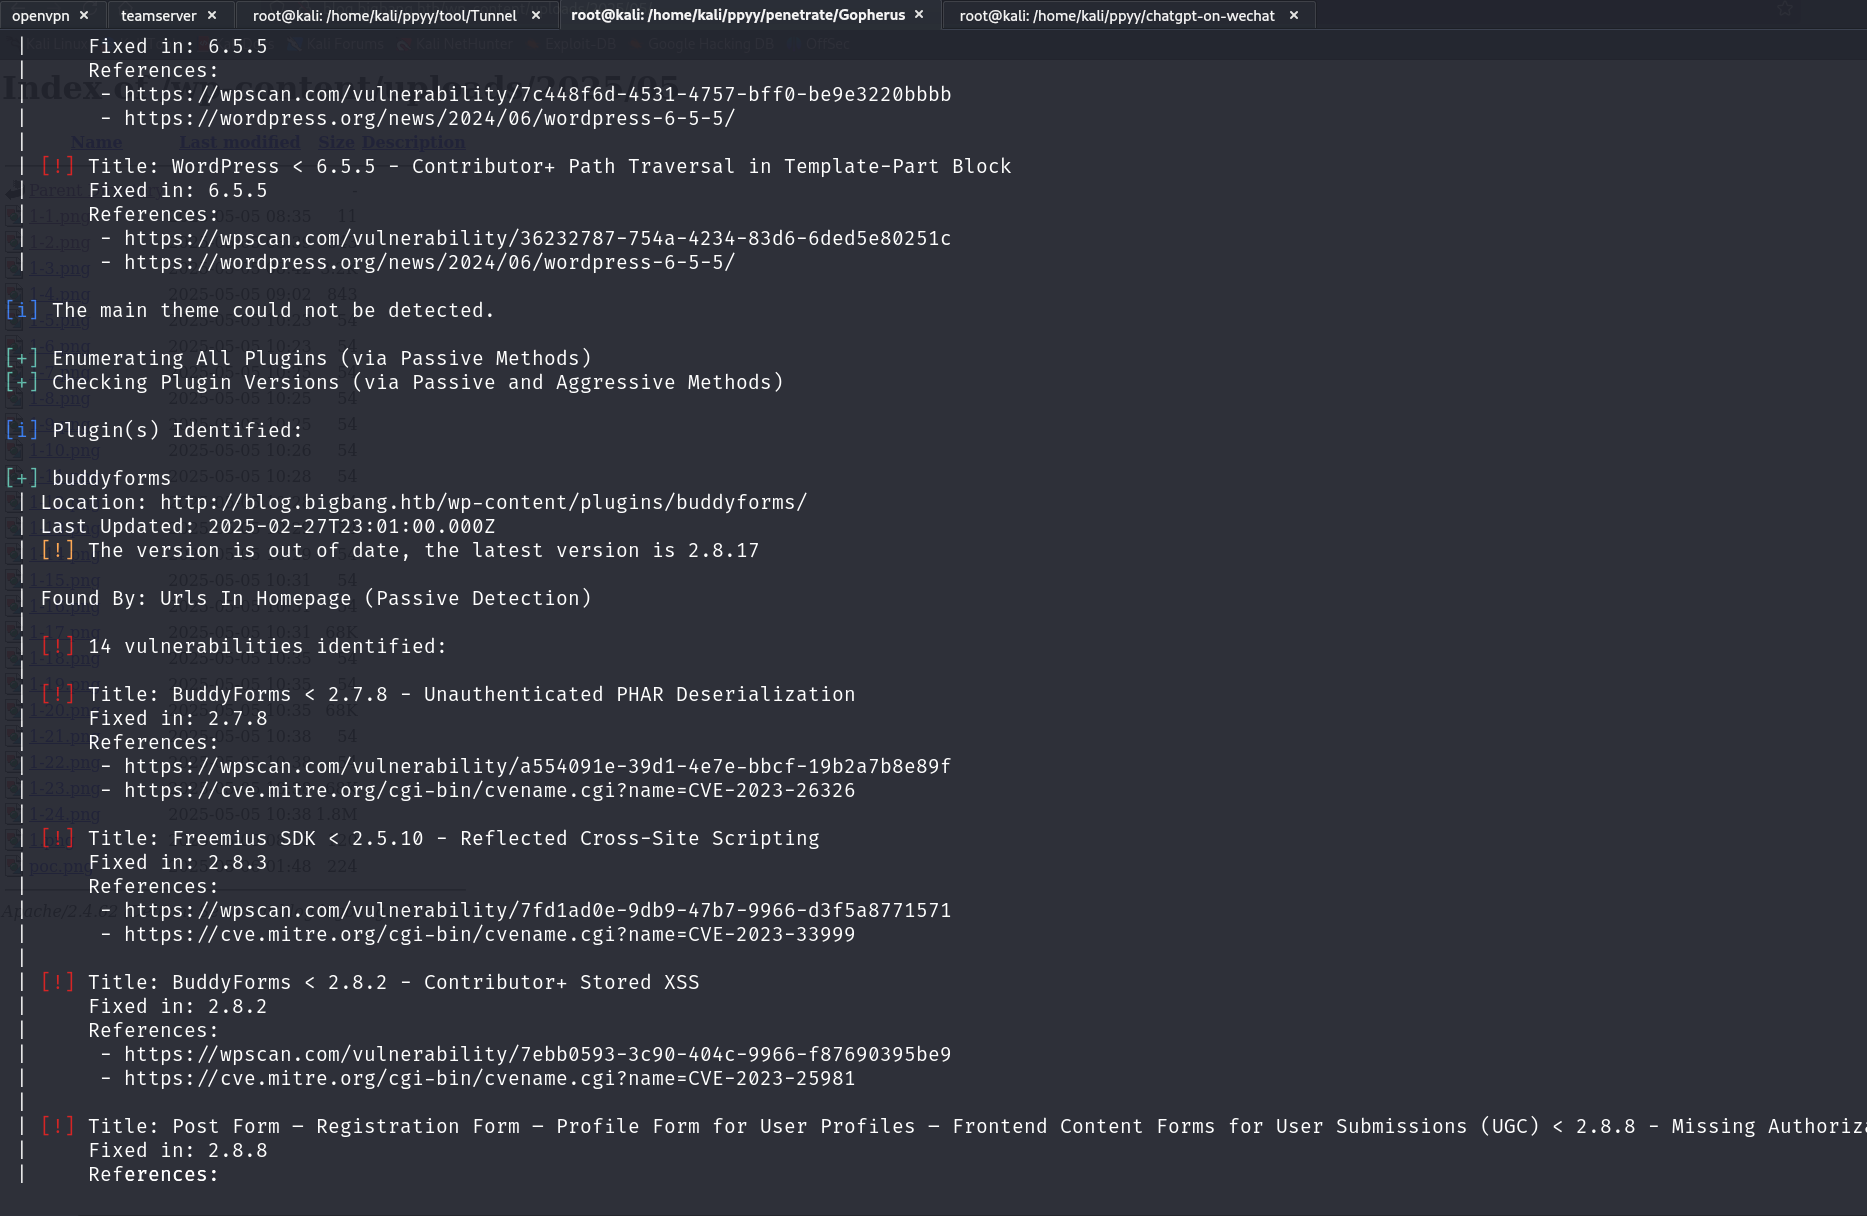 openvpn × teamserver × root@kali: /home/kali/ppyy/tool/Tunnel × root@kali: /home/kali/ppyy/penetrate/Gopherus × root@kali: /home/kali/ppyy/chatgpt-on-wechat ×
| Fixed in: 6.5.5
| References:
| - https://wpscan.com/vulnerability/7c448f6d-4531-4757-bff0-be9e3220bbbb
| - https://wordpress.org/news/2024/06/wordpress-6-5-5/
|
| [!] Title: WordPress < 6.5.5 - Contributor+ Path Traversal in Template-Part Block
| Fixed in: 6.5.5
| References:
| - https://wpscan.com/vulnerability/36232787-754a-4234-83d6-6ded5e80251c
| - https://wordpress.org/news/2024/06/wordpress-6-5-5/
[i] The main theme could not be detected.
[+] Enumerating All Plugins (via Passive Methods)
[+] Checking Plugin Versions (via Passive and Aggressive Methods)
[i] Plugin(s) Identified:
[+] buddyforms
| Location: http://blog.bigbang.htb/wp-content/plugins/buddyforms/
| Last Updated: 2025-02-27T23:01:00.000Z
| [!] The version is out of date, the latest version is 2.8.17
|
| Found By: Urls In Homepage (Passive Detection)
|
| [!] 14 vulnerabilities identified:
|
| [!] Title: BuddyForms < 2.7.8 - Unauthenticated PHAR Deserialization
| Fixed in: 2.7.8
| References:
| - https://wpscan.com/vulnerability/a554091e-39d1-4e7e-bbcf-19b2a7b8e89f
| - https://cve.mitre.org/cgi-bin/cvename.cgi?name=CVE-2023-26326
|
| [!] Title: Freemius SDK < 2.5.10 - Reflected Cross-Site Scripting
| Fixed in: 2.8.3
| References:
| - https://wpscan.com/vulnerability/7fd1ad0e-9db9-47b7-9966-d3f5a8771571
| - https://cve.mitre.org/cgi-bin/cvename.cgi?name=CVE-2023-33999
|
| [!] Title: BuddyForms < 2.8.2 - Contributor+ Stored XSS
| Fixed in: 2.8.2
| References:
| - https://wpscan.com/vulnerability/7ebb0593-3c90-404c-9966-f87690395be9
| - https://cve.mitre.org/cgi-bin/cvename.cgi?name=CVE-2023-25981
|
| [!] Title: Post Form – Registration Form – Profile Form for User Profiles – Frontend Content Forms for User Submissions (UGC) < 2.8.8 - Missing Authoriz
| Fixed in: 2.8.8
| References: